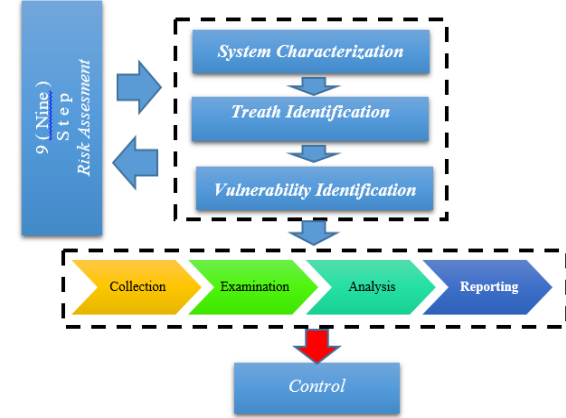 9 ( Nine )
S t e p
Risk Assesment
System Characterization
Treath Identification
Vulnerability Identification
Collection
Examination
Analysis
Reporting
Control